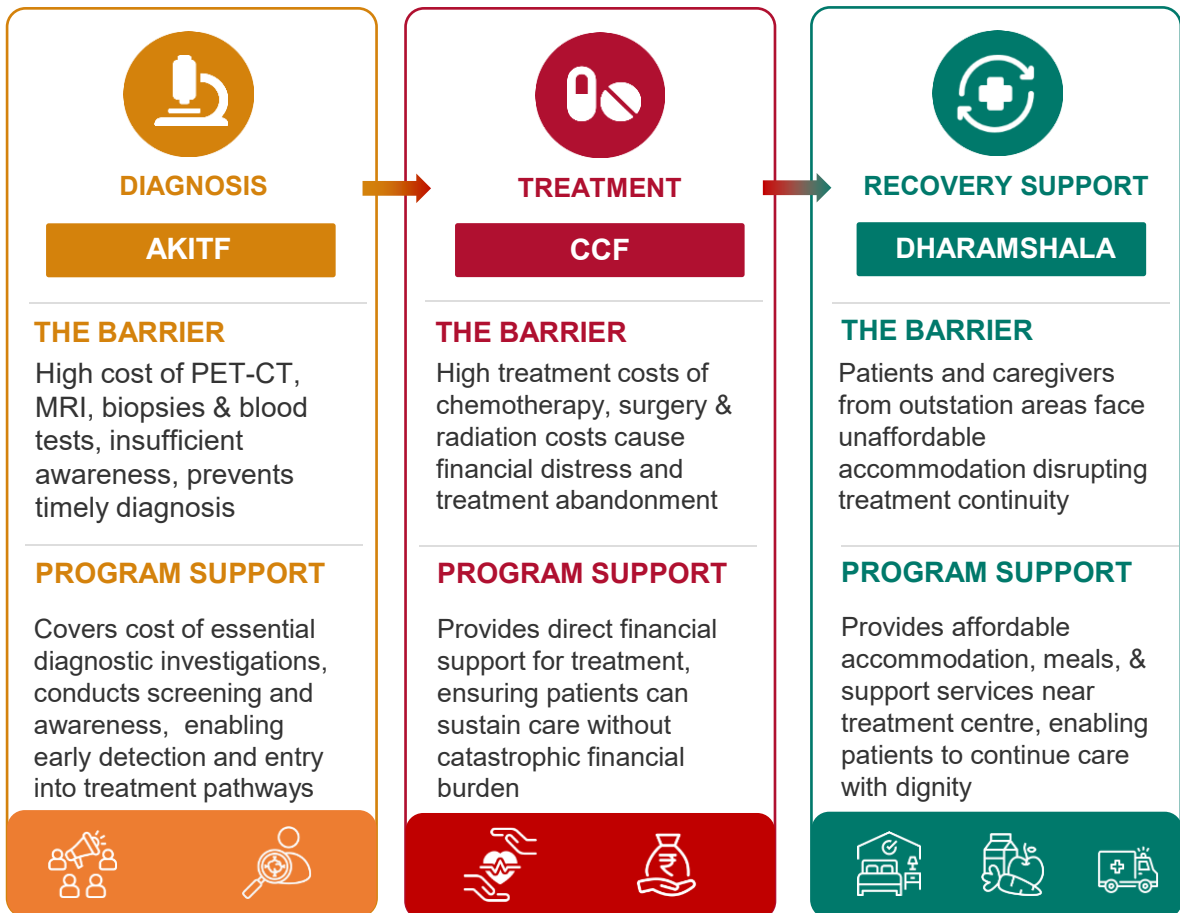 DIAGNOSIS
AKITF
THE BARRIER
High cost of PET-CT,
MRI, biopsies & blood
tests, insufficient
awareness, prevents
timely diagnosis
PROGRAM SUPPORT
Covers cost of essential
diagnostic investigations,
conducts screening and
awareness, enabling
early detection and entry
into treatment pathways
TREATMENT
CCF
THE BARRIER
High treatment costs of
chemotherapy, surgery &
radiation costs cause
financial distress and
treatment abandonment
PROGRAM SUPPORT
Provides direct financial
support for treatment,
ensuring patients can
sustain care without
catastrophic financial
burden
₹
RECOVERY SUPPORT
DHARAMSHALA
THE BARRIER
Patients and caregivers
from outstation areas face
unaffordable
accommodation disrupting
treatment continuity
PROGRAM SUPPORT
Provides affordable
accommodation, meals, &
support services near
treatment centre, enabling
patients to continue care
with dignity